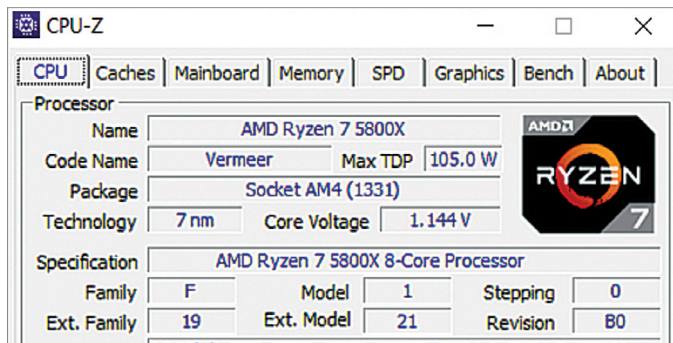 CPU-Z
CPU Caches Mainboard Memory SPD Graphics Bench About
Processor
Name AMD Ryzen 7 5800X
Code Name Vermeer Max TDP 105.0 W
Package Socket AM4 (1331)
Technology 7 nm Core Voltage 1.144 V
AMD
RYZEN
7
Specification AMD Ryzen 7 5800X 8-Core Processor
Family F Model 1 Stepping 0
Ext. Family 19 Ext. Model 21 Revision B0